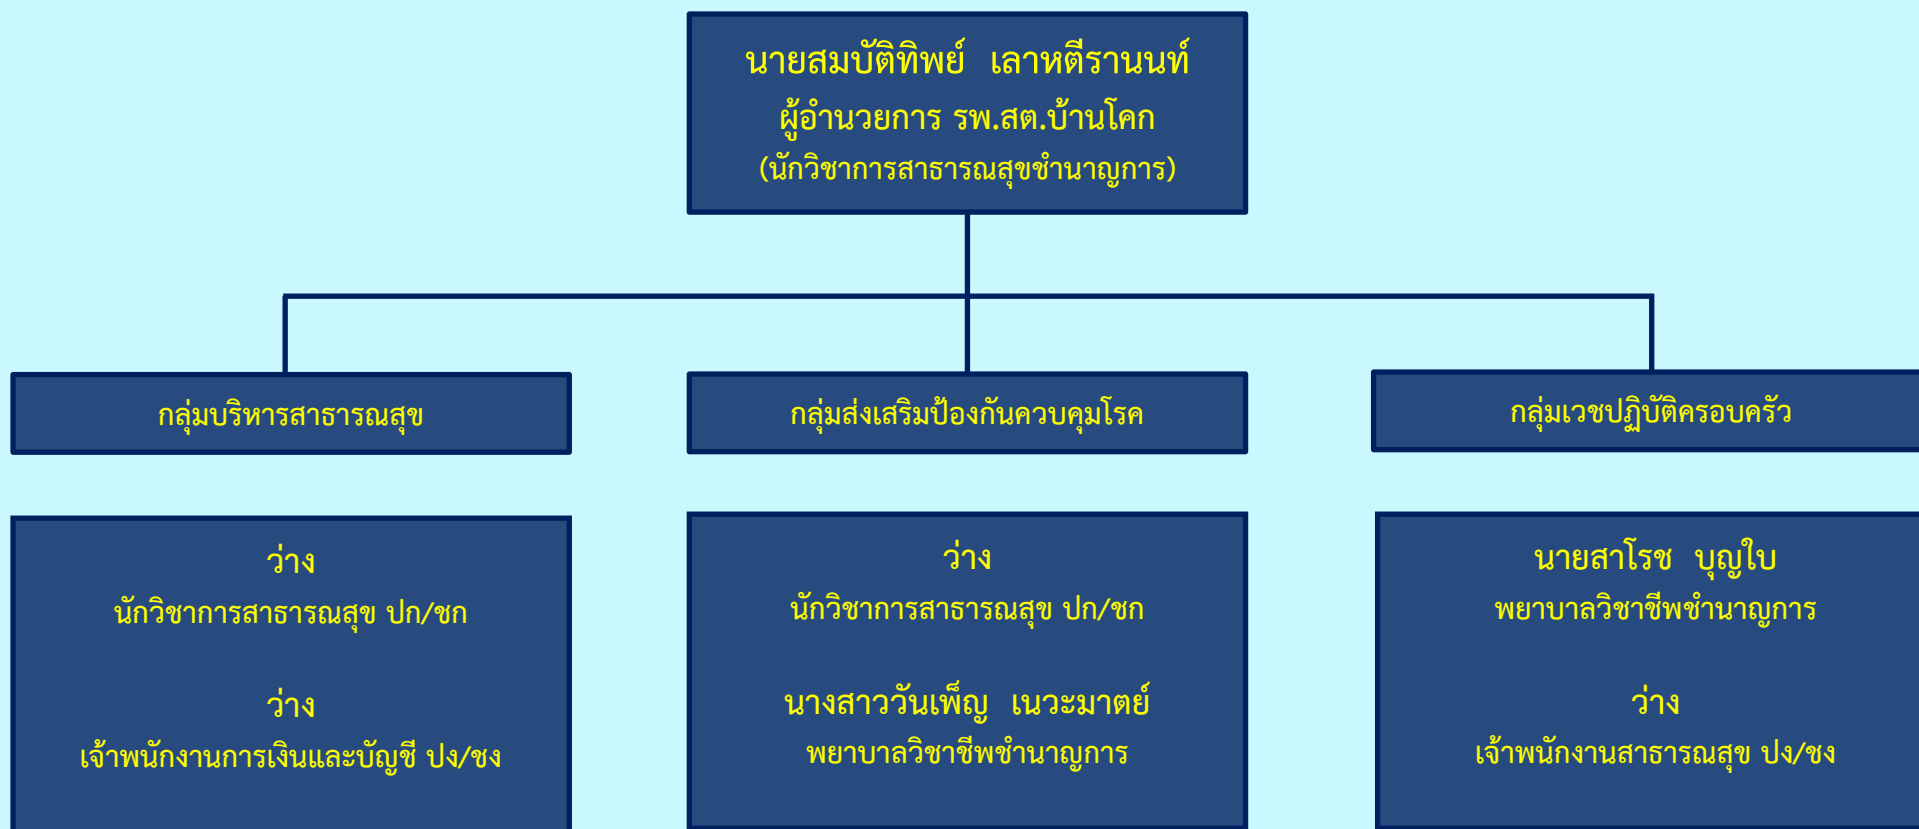 นายสมบัติทิพย์ เลาหตีรานนท์
ผู้อำนวยการ รพ.สต.บ้านโคก
(นักวิชาการสาธารณสุขชำนาญการ)
กลุ่มบริหารสาธารณสุข
กลุ่มส่งเสริมป้องกันควบคุมโรค
กลุ่มเวชปฏิบัติครอบครัว
ว่าง
นักวิชาการสาธารณสุข ปก/ชก
ว่าง
เจ้าพนักงานการเงินและบัญชี ปง/ชง
ว่าง
นักวิชาการสาธารณสุข ปก/ชก
นางสาววันเพ็ญ เนวะมาตย์
พยาบาลวิชาชีพชำนาญการ
นายสาโรช บุญใบ
พยาบาลวิชาชีพชำนาญการ
ว่าง
เจ้าพนักงานสาธารณสุข ปง/ชง